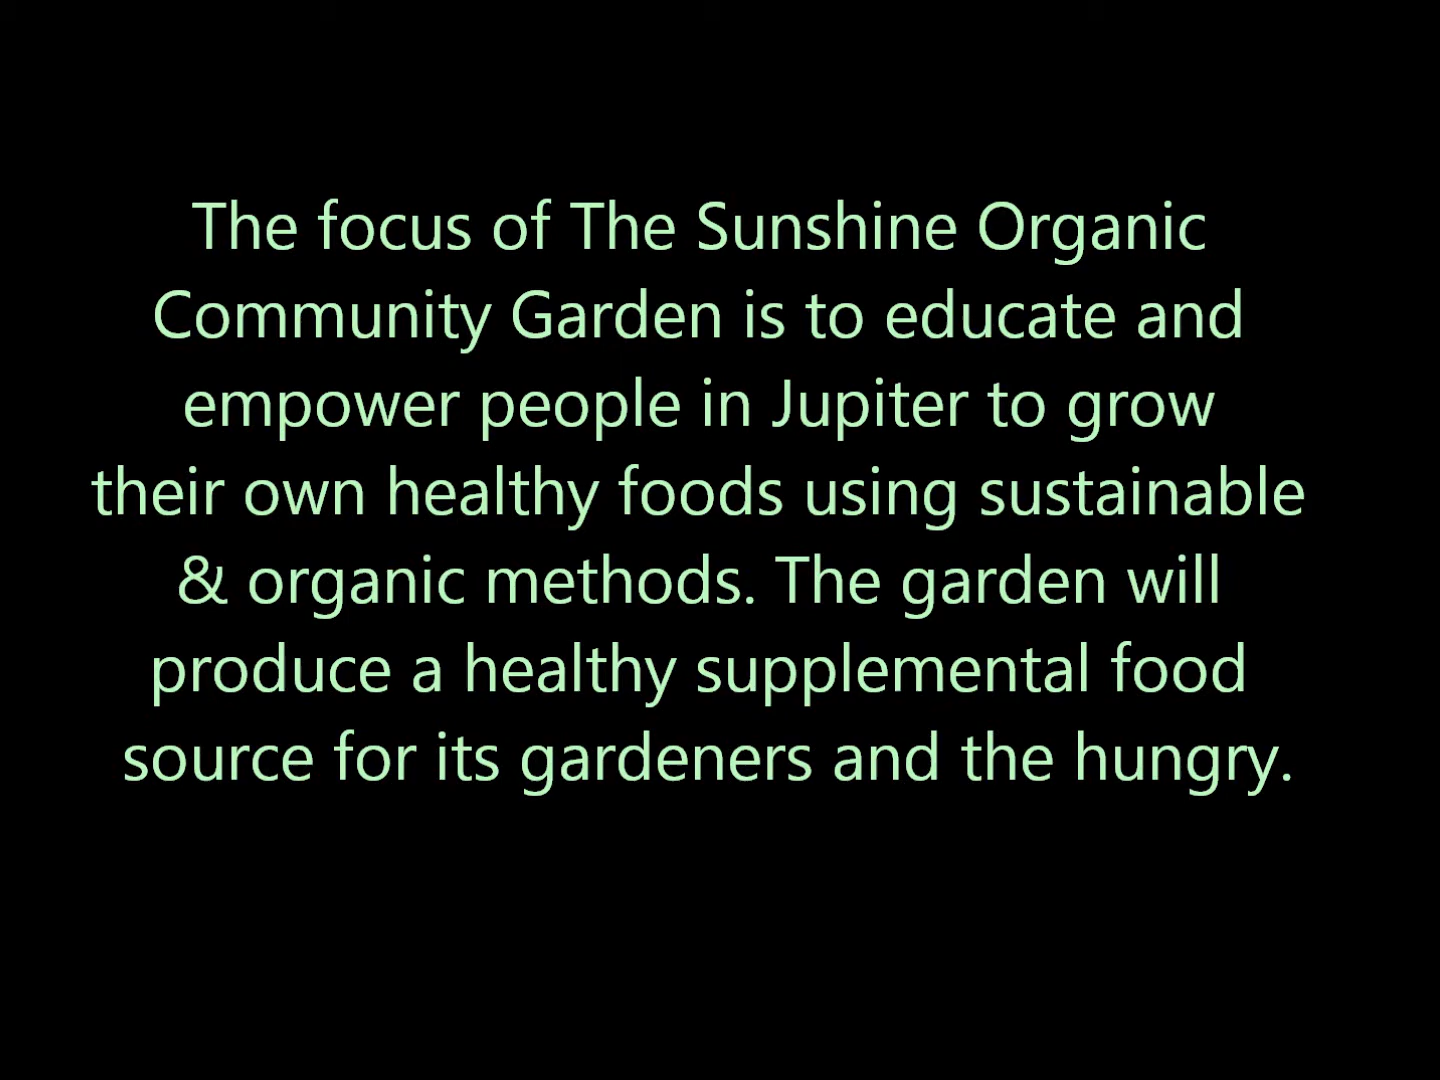 The focus of The Sunshine Organic
Community Garden is to educate and
empower people in Jupiter to grow
their own healthy foods using sustainable
& organic methods. The garden will
produce a healthy supplemental food
source for its gardeners and the hungry.